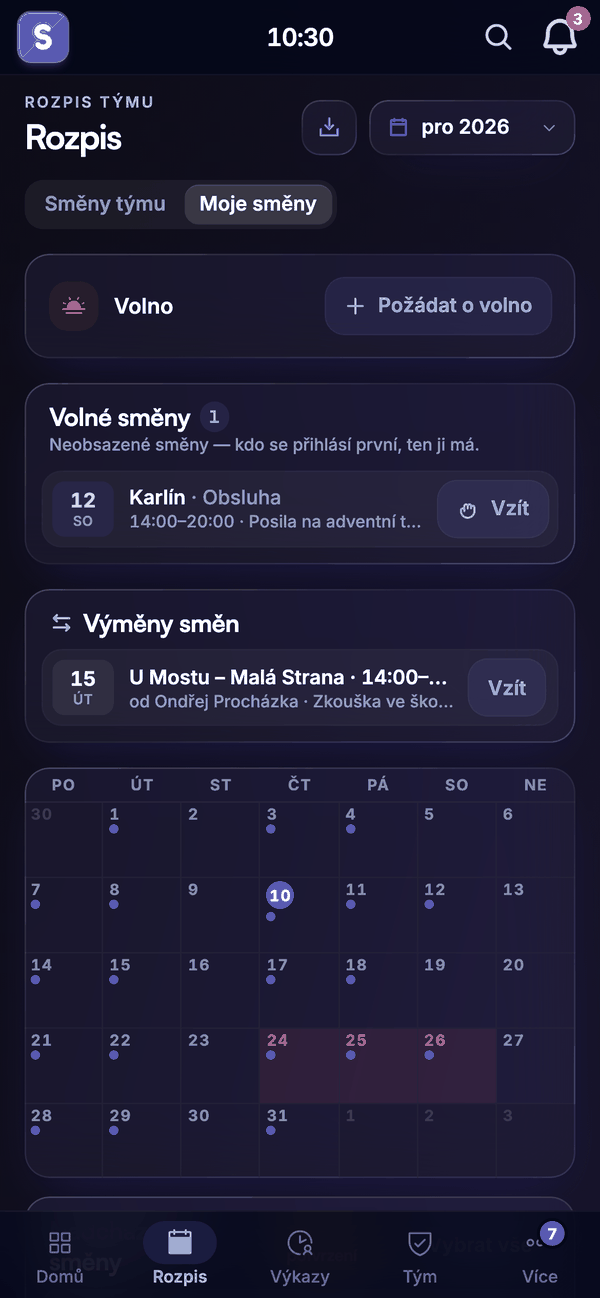 S
10:30
3
ROZPIS TÝMU
Rozpis
pro 2026
Směny týmu
Moje směny
Volno
Požádat o volno
Volné směny 1
Neobsazené směny — kdo se přihlásí první, ten ji má.
12
SO
Karlín · Obsluha
14:00–20:00 · Posila na adventní t...
Vzít
Výměny směn
15
ÚT
U Mostu – Malá Strana · 14:00–...
od Ondřej Procházka · Zkouška ve ško...
Vzít
PO ÚT ST ČT PÁ SO NE
30 1 2 3 4 5 6
7 8 9 10 11 12 13
14 15 16 17 18 19 20
21 22 23 24 25 26 27
28 29 30 31 1 2 3
směny
7
Domů Rozpis Výkazy Tým Více